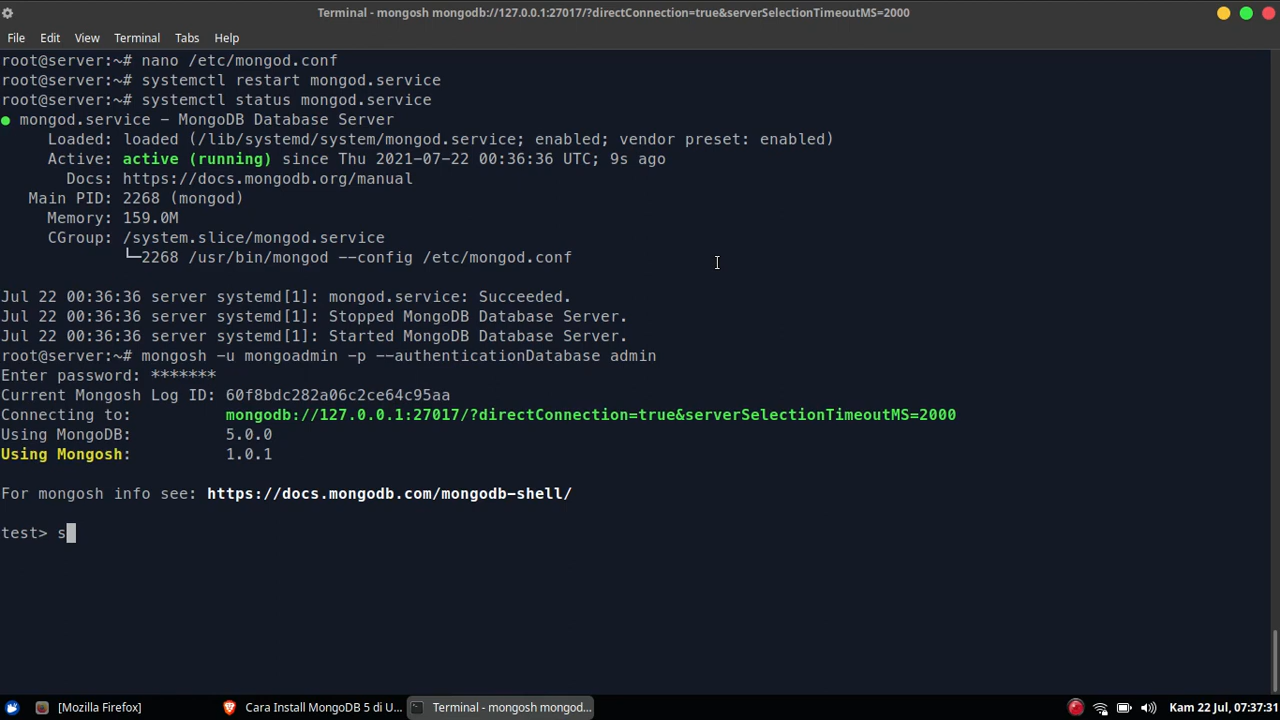 Terminal - mongosh mongodb://127.0.0.1:27017/?directConnection=true&serverSelectionTimeoutMS=2000
File Edit View Terminal Tabs Help
root@server:~# nano /etc/mongod.conf
root@server:~# systemctl restart mongod.service
root@server:~# systemctl status mongod.service
● mongod.service - MongoDB Database Server
Loaded: loaded (/lib/systemd/system/mongod.service; enabled; vendor preset: enabled)
Active: active (running) since Thu 2021-07-22 00:36:36 UTC; 9s ago
Docs: https://docs.mongodb.org/manual
Main PID: 2268 (mongod)
Memory: 159.0M
CGroup: /system.slice/mongod.service
└─2268 /usr/bin/mongod --config /etc/mongod.conf
Jul 22 00:36:36 server systemd[1]: mongod.service: Succeeded.
Jul 22 00:36:36 server systemd[1]: Stopped MongoDB Database Server.
Jul 22 00:36:36 server systemd[1]: Started MongoDB Database Server.
root@server:~# mongosh -u mongoadmin -p --authenticationDatabase admin
Enter password: *******
Current Mongosh Log ID: 60f8bdc282a06c2ce64c95aa
Connecting to: mongodb://127.0.0.1:27017/?directConnection=true&serverSelectionTimeoutMS=2000
Using MongoDB: 5.0.0
Using Mongosh: 1.0.1
For mongosh info see: https://docs.mongodb.com/mongodb-shell/
test> s
[Mozilla Firefox] Cara Install MongoDB 5 di U... Terminal - mongosh mongod... Kam 22 Jul, 07:37:31